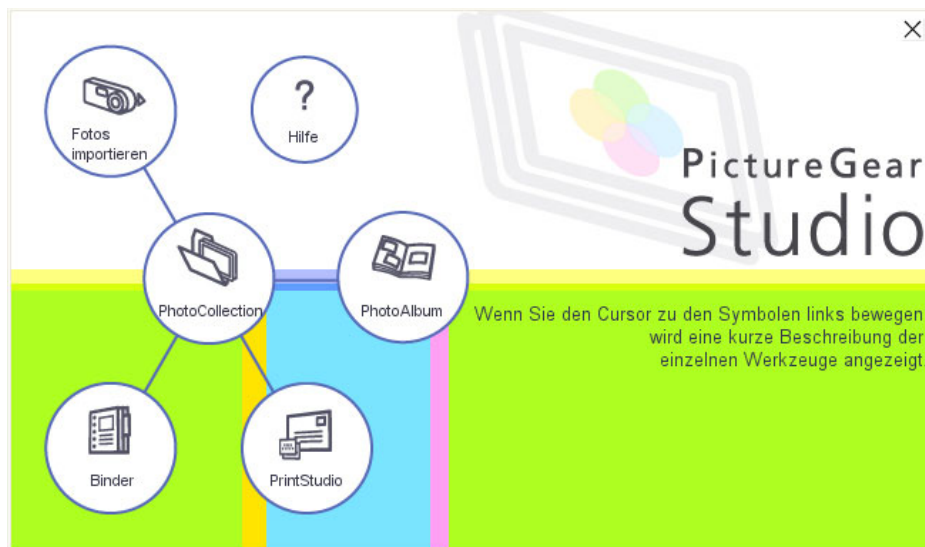 Fotos
importieren
?
Hilfe
PictureGear
Studio
PhotoCollection
PhotoAlbum
Wenn Sie den Cursor zu den Symbolen links bewegen
wird eine kurze Beschreibung der
einzelnen Werkzeuge angezeigt
Binder
PrintStudio